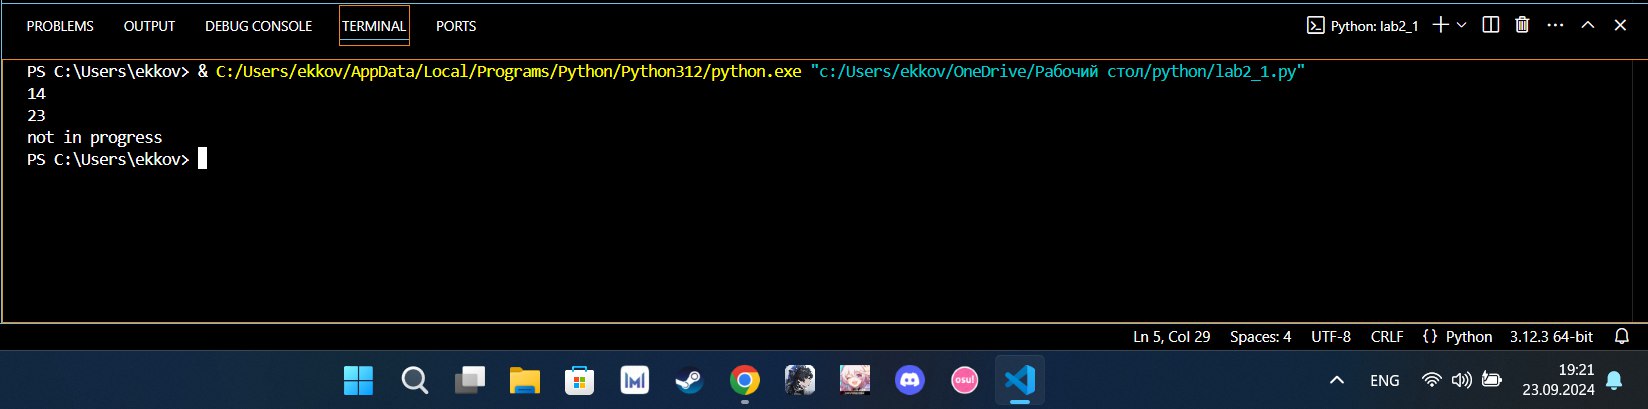 PROBLEMS OUTPUT DEBUG CONSOLE TERMINAL PORTS Python: lab2_1
PS C:\Users\ekkov> & C:/Users/ekkov/AppData/Local/Programs/Python/Python312/python.exe "c:/Users/ekkov/OneDrive/Рабочий стол/python/lab2_1.py"
14
23
not in progress
PS C:\Users\ekkov>
Ln 5, Col 29 Spaces: 4 UTF-8 CRLF {} Python 3.12.3 64-bit
osu!
ENG
19:21
23.09.2024